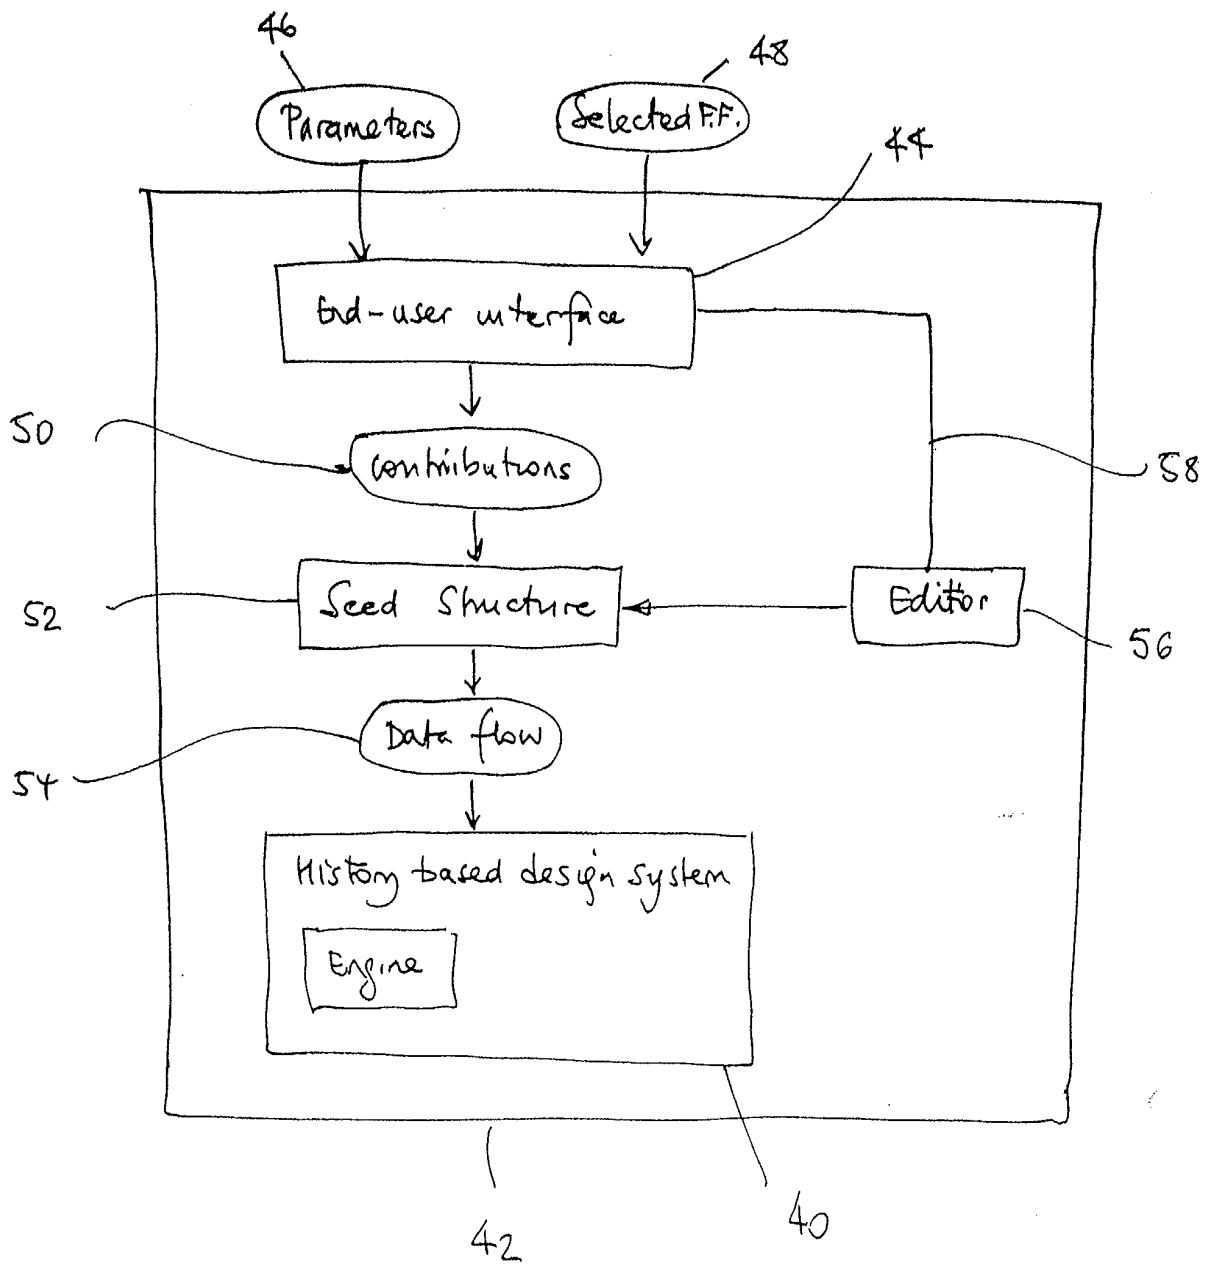 46
48
Parameters
Selected F.F.
44
End-user interface
50
Contributions
58
52
Seed Structure
Editor
56
Data flow
54
History based design system
Engine
40
42